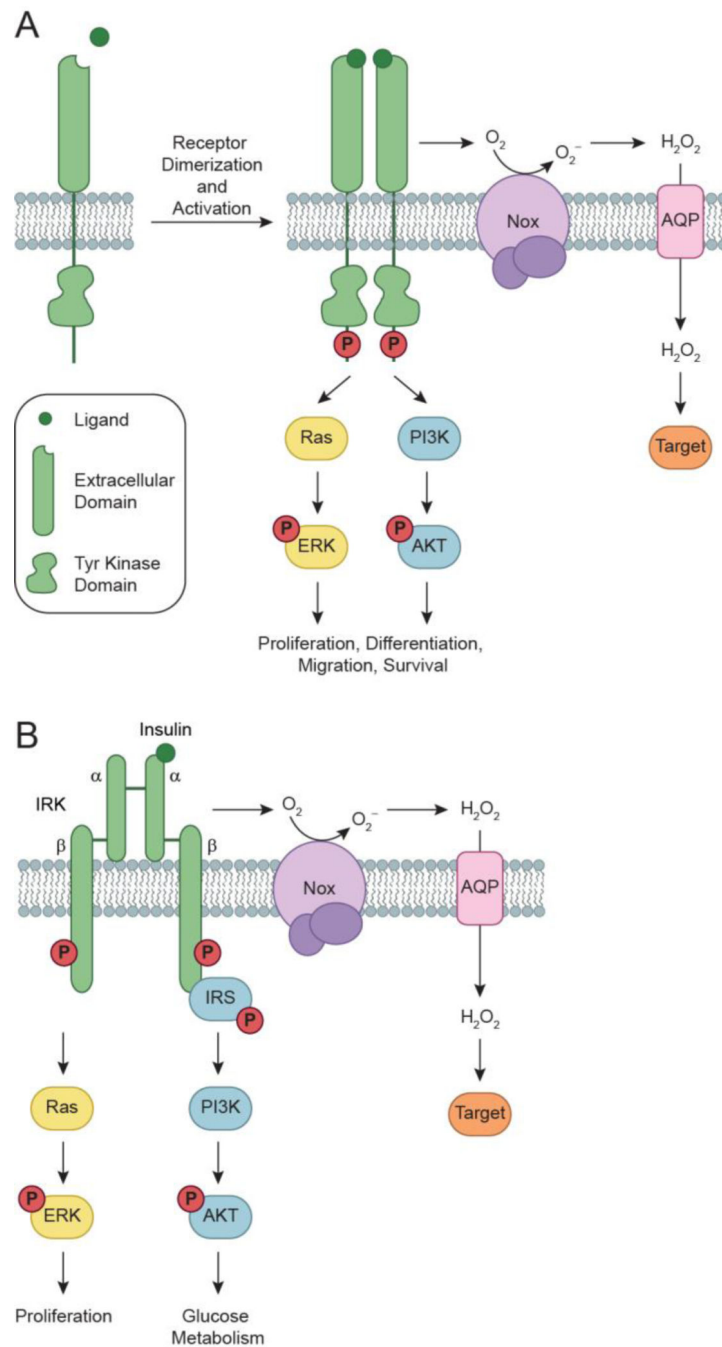 A
Receptor
Dimerization
and
Activation
O₂
O₂⁻
H₂O₂
Nox
AQP
P
P
H₂O₂
Ligand
Extracellular
Domain
Tyr Kinase
Domain
Ras
PI3K
Target
P
ERK
P
AKT
Proliferation, Differentiation,
Migration, Survival
B
Insulin
IRK
α
α
β
β
O₂
O₂⁻
H₂O₂
Nox
AQP
P
P
IRS
P
H₂O₂
Ras
PI3K
Target
P
ERK
P
AKT
Proliferation
Glucose
Metabolism